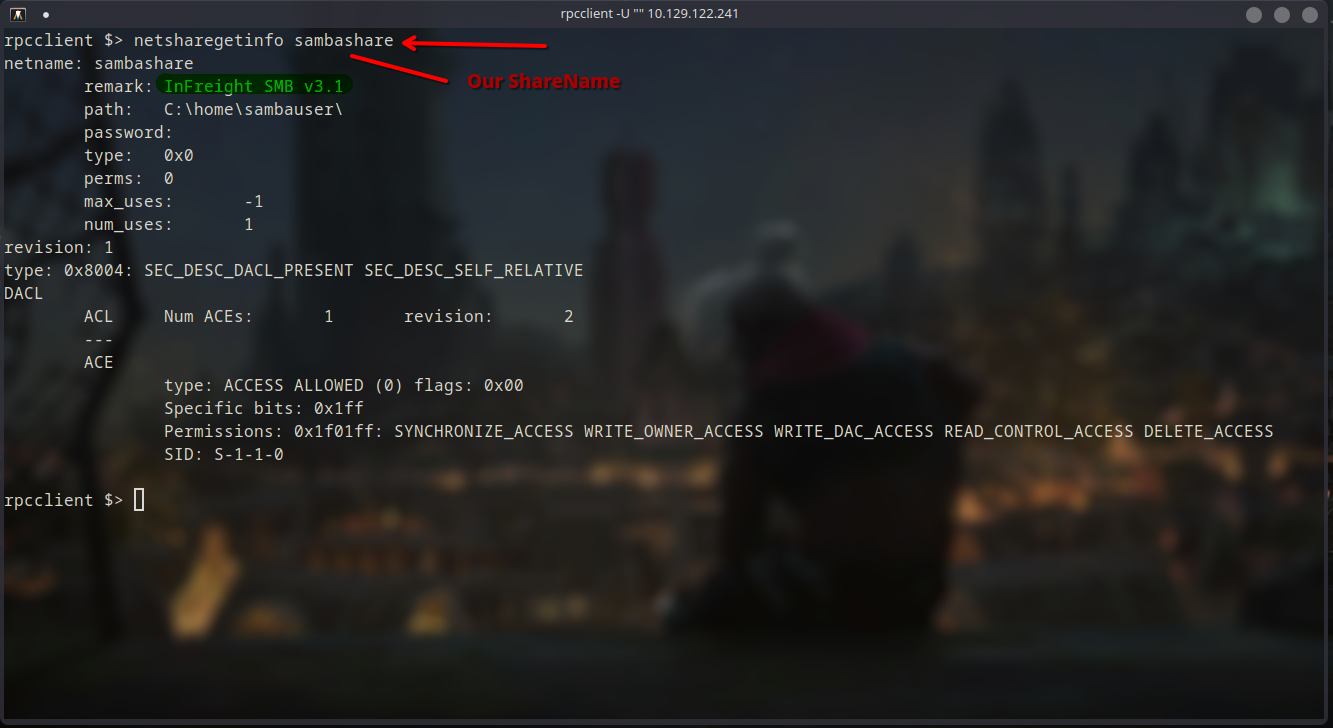 rpcclient -U "" 10.129.122.241
rpcclient $> netsharegetinfo sambashare
netname: sambashare
Our ShareName
remark: InFreight SMB v3.1
path: C:\home\sambauser\
password:
type: 0x0
perms: 0
max_uses: -1
num_uses: 1
revision: 1
type: 0x8004: SEC_DESC_DACL_PRESENT SEC_DESC_SELF_RELATIVE
DACL
ACL Num ACEs: 1 revision: 2
---
ACE
type: ACCESS ALLOWED (0) flags: 0x00
Specific bits: 0x1ff
Permissions: 0x1f01ff: SYNCHRONIZE_ACCESS WRITE_OWNER_ACCESS WRITE_DAC_ACCESS READ_CONTROL_ACCESS DELETE_ACCESS
SID: S-1-1-0
rpcclient $>